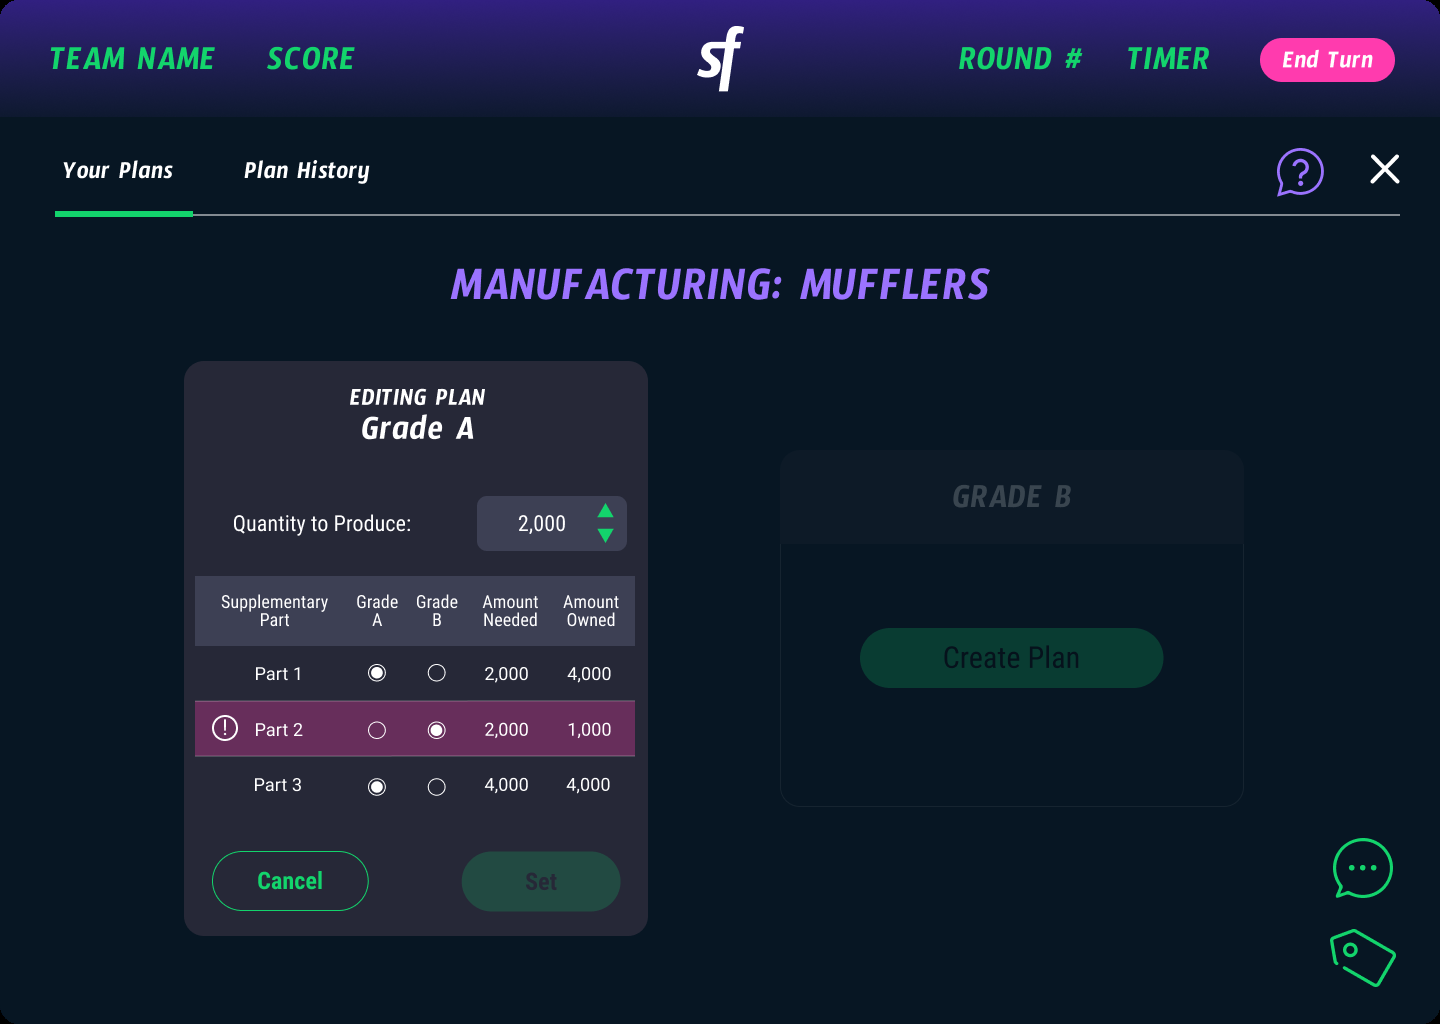 TEAM NAME SCORE sf ROUND # TIMER End Turn
Your Plans Plan History ?
MANUFACTURING: MUFFLERS
EDITING PLAN
Grade A
Quantity to Produce: 2,000
Supplementary Part Grade A Grade B Amount Needed Amount Owned
Part 1 2,000 4,000
! Part 2 2,000 1,000
Part 3 4,000 4,000
Cancel Set
GRADE B
Create Plan